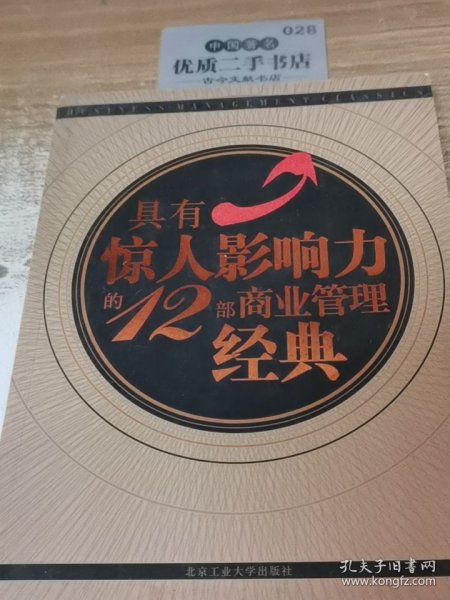 028
中国著名
优质二手书店
古今文献书店
BUSINESS MANAGEMENT CLASSICS
具有
惊人影响力
的12部商业管理
经典
北京工业大学出版社
孔夫子旧书网
www.kongfz.com